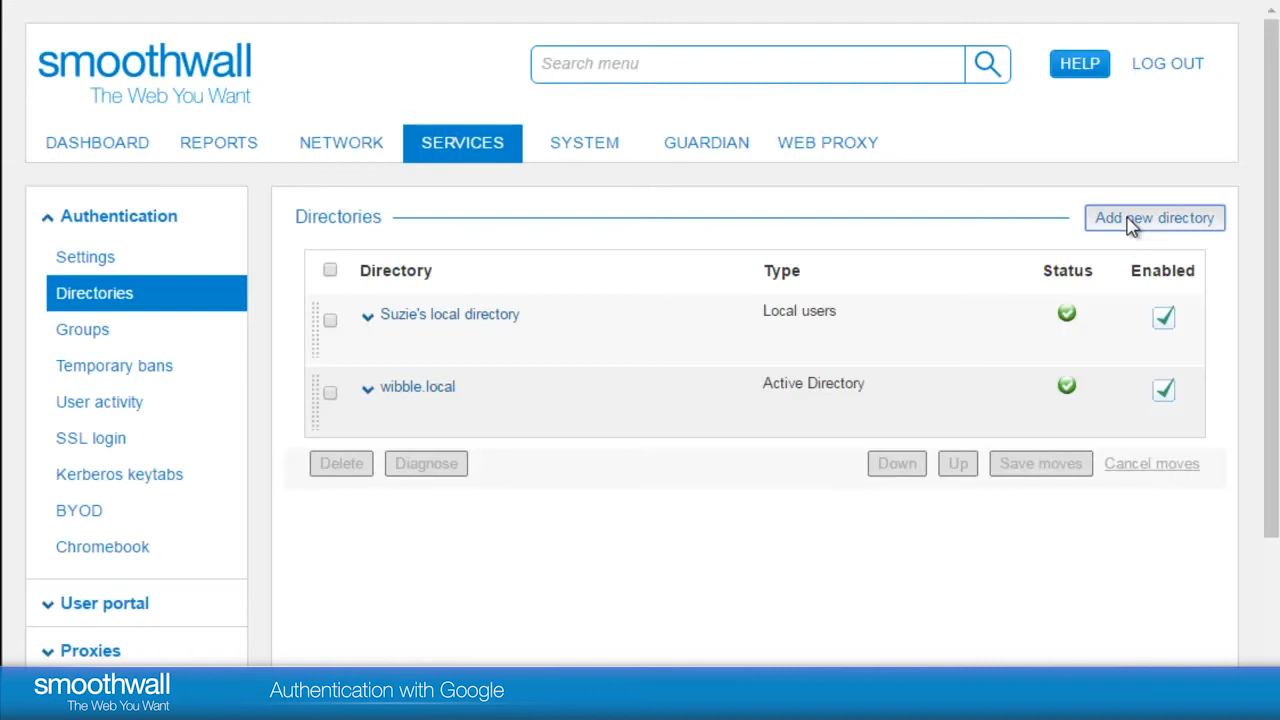 smoothwall
The Web You Want
Search menu
HELP
LOG OUT
DASHBOARD REPORTS NETWORK SERVICES SYSTEM GUARDIAN WEB PROXY
Authentication
Settings
Directories
Groups
Temporary bans
User activity
SSL login
Kerberos keytabs
BYOD
Chromebook
User portal
Proxies
Directories
Add new directory
Directory Type Status Enabled
Suzie's local directory Local users
wibble.local Active Directory
Delete Diagnose Down Up Save moves Cancel moves
smoothwall
The Web You Want
Authentication with Google